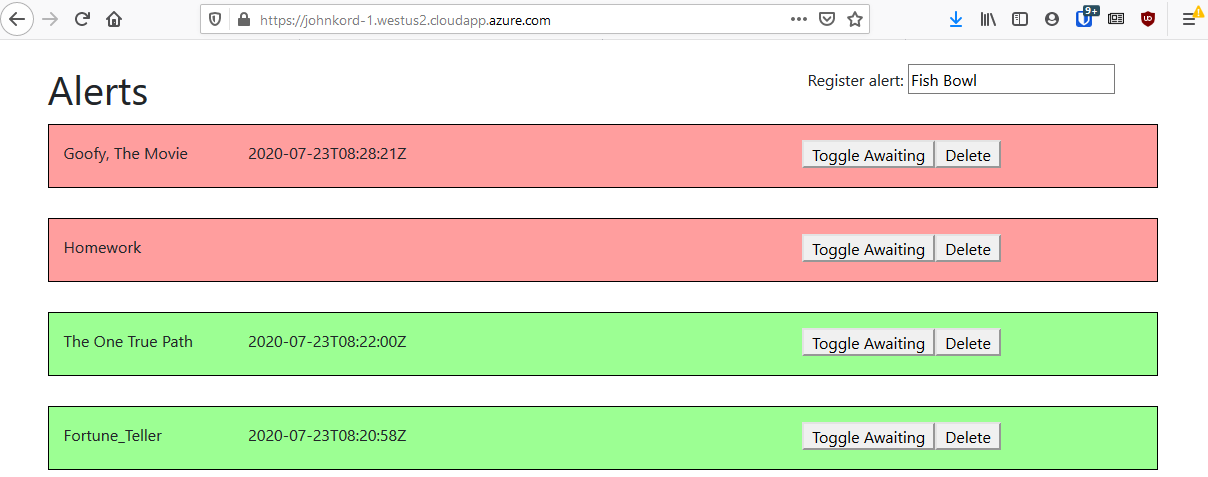 https://johnkord-1.westus2.cloudapp.azure.com
9+
Alerts
Register alert: Fish Bowl
Goofy, The Movie 2020-07-23T08:28:21Z Toggle Awaiting Delete
Homework Toggle Awaiting Delete
The One True Path 2020-07-23T08:22:00Z Toggle Awaiting Delete
Fortune_Teller 2020-07-23T08:20:58Z Toggle Awaiting Delete